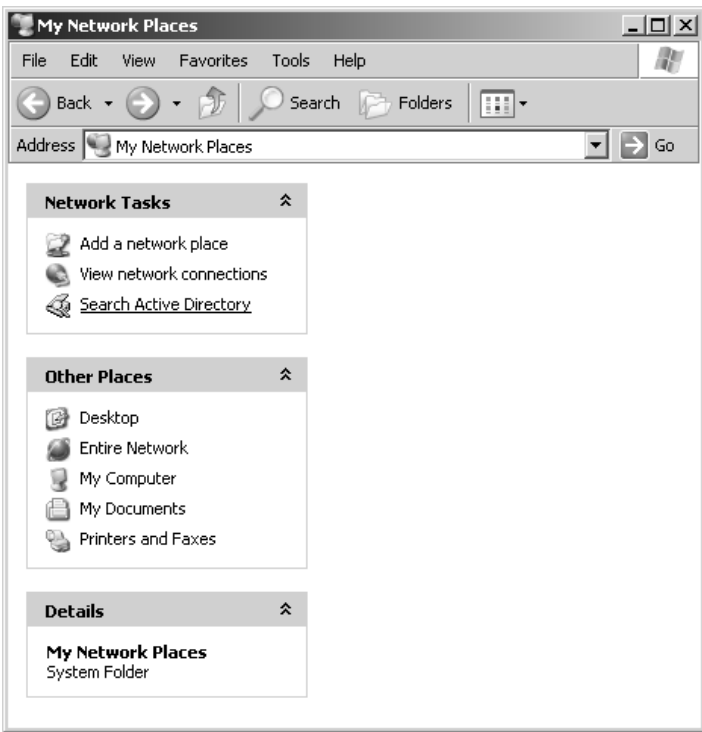 My Network Places
File Edit View Favorites Tools Help
Back Search Folders
Address My Network Places Go
Network Tasks
Add a network place
View network connections
Search Active Directory
Other Places
Desktop
Entire Network
My Computer
My Documents
Printers and Faxes
Details
My Network Places
System Folder